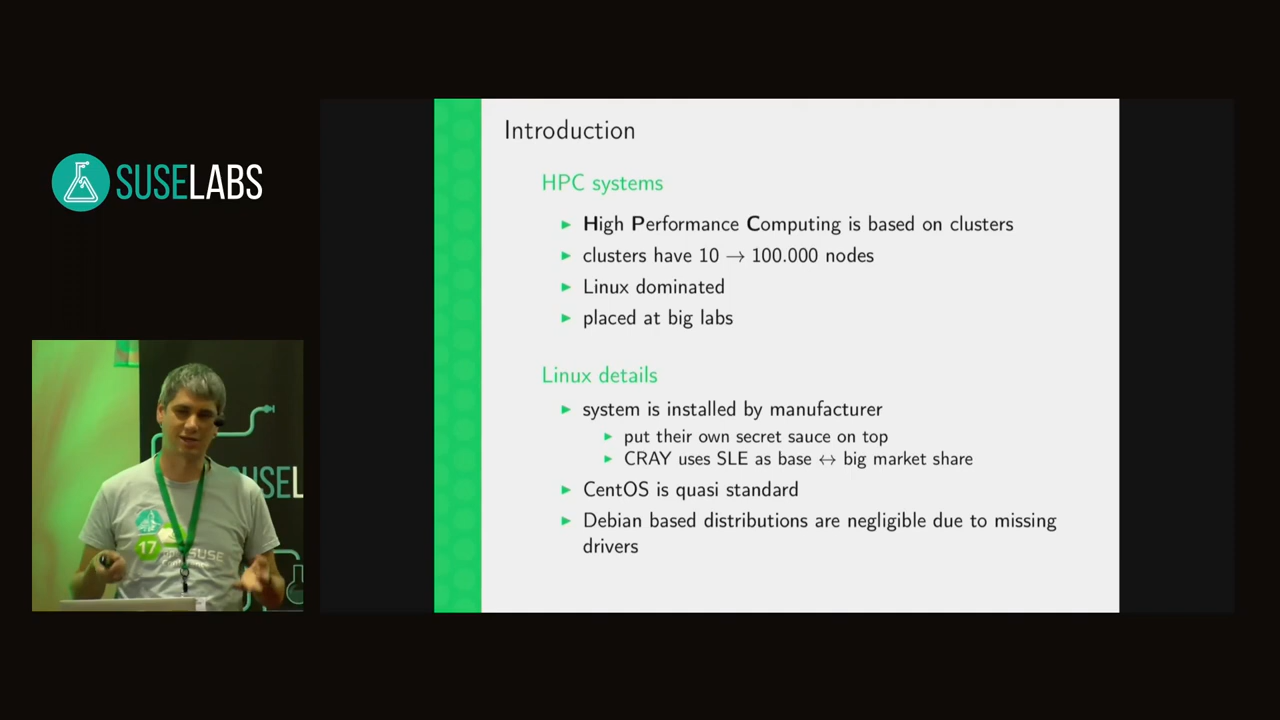 SUSELABS
Introduction
HPC systems
► High Performance Computing is based on clusters
► clusters have 10 → 100.000 nodes
► Linux dominated
► placed at big labs
Linux details
► system is installed by manufacturer
► put their own secret sauce on top
► CRAY uses SLE as base ↔ big market share
► CentOS is quasi standard
► Debian based distributions are negligible due to missing
drivers
USEL
17
SUSE